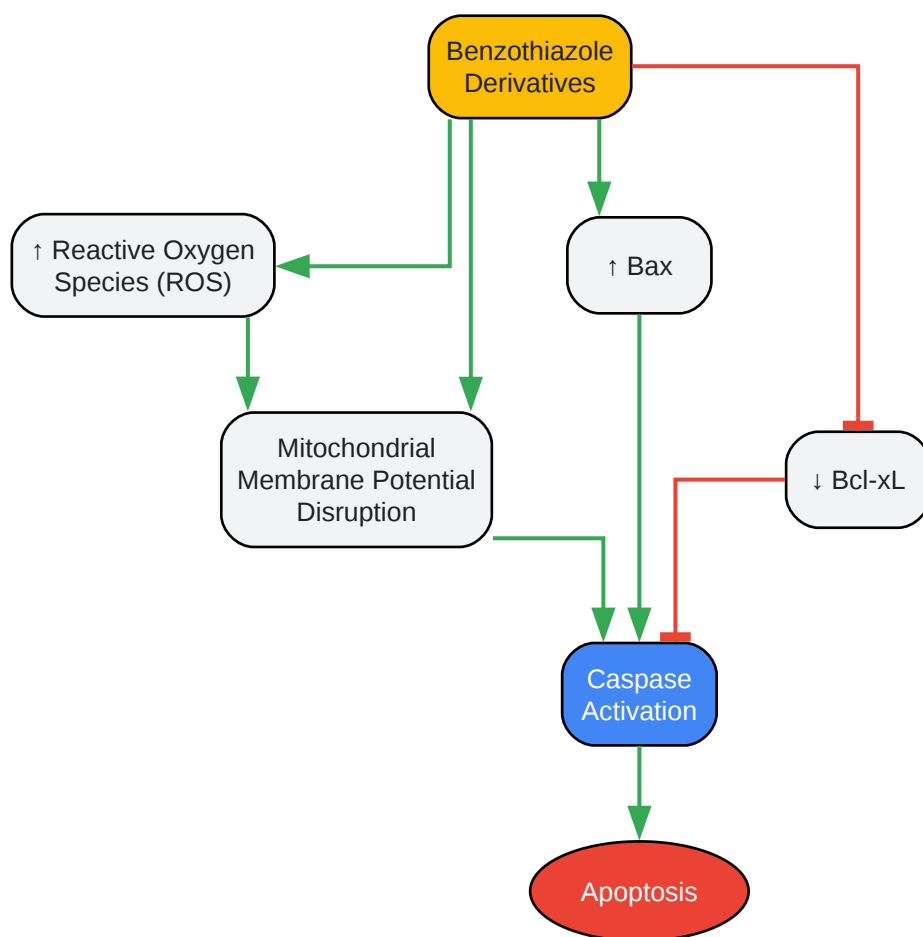 Benzothiazole
Derivatives
↑ Reactive Oxygen
Species (ROS)
↑ Bax
Mitochondrial
Membrane Potential
Disruption
↓ Bcl-xL
Caspase
Activation
Apoptosis